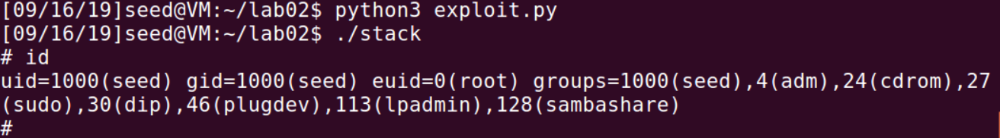 [09/16/19]seed@VM:~/lab02$ python3 exploit.py
[09/16/19]seed@VM:~/lab02$ ./stack
# id
uid=1000(seed) gid=1000(seed) euid=0(root) groups=1000(seed),4(adm),24(cdrom),27
(sudo),30(dip),46(plugdev),113(lpadmin),128(sambashare)
#